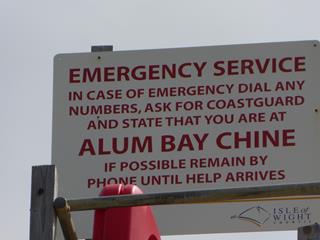 EMERGENCY SERVICE
IN CASE OF EMERGENCY DIAL ANY
NUMBERS, ASK FOR COASTGUARD
AND STATE THAT YOU ARE AT
ALUM BAY CHINE
IF POSSIBLE REMAIN BY
PHONE UNTIL HELP ARRIVES
ISLE of
WIGHT
COUNCIL